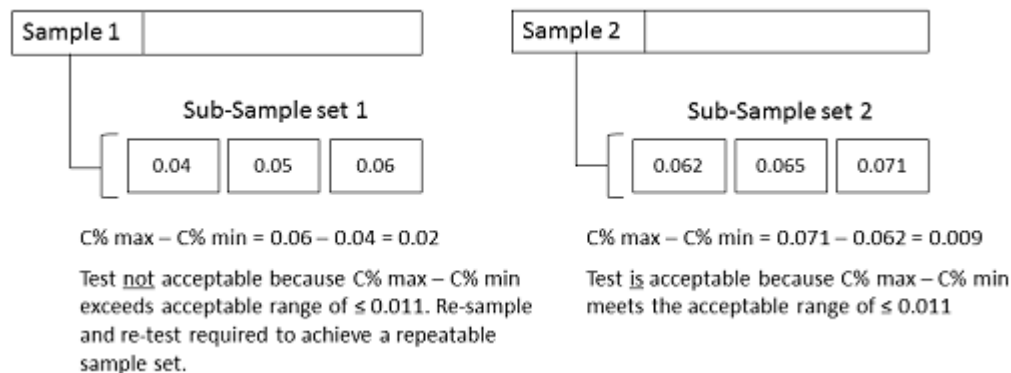 Sample 1
Sub-Sample set 1
0.04 0.05 0.06
C% max – C% min = 0.06 – 0.04 = 0.02
Test not acceptable because C% max – C% min
exceeds acceptable range of ≤ 0.011. Re-sample
and re-test required to achieve a repeatable
sample set.
Sample 2
Sub-Sample set 2
0.062 0.065 0.071
C% max – C% min = 0.071 – 0.062 = 0.009
Test is acceptable because C% max – C% min
meets the acceptable range of ≤ 0.011